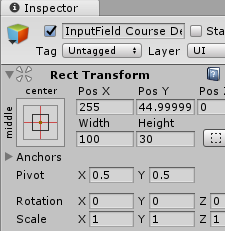 Inspector
InputField Course De
Sta
Tag Untagged Layer UI
Rect Transform
center Pos X Pos Y Pos Z
middle 255 44.99999 0
Width Height
100 30
Anchors
Pivot X 0.5 Y 0.5
Rotation X 0 Y 0 Z 0
Scale X 1 Y 1 Z 1